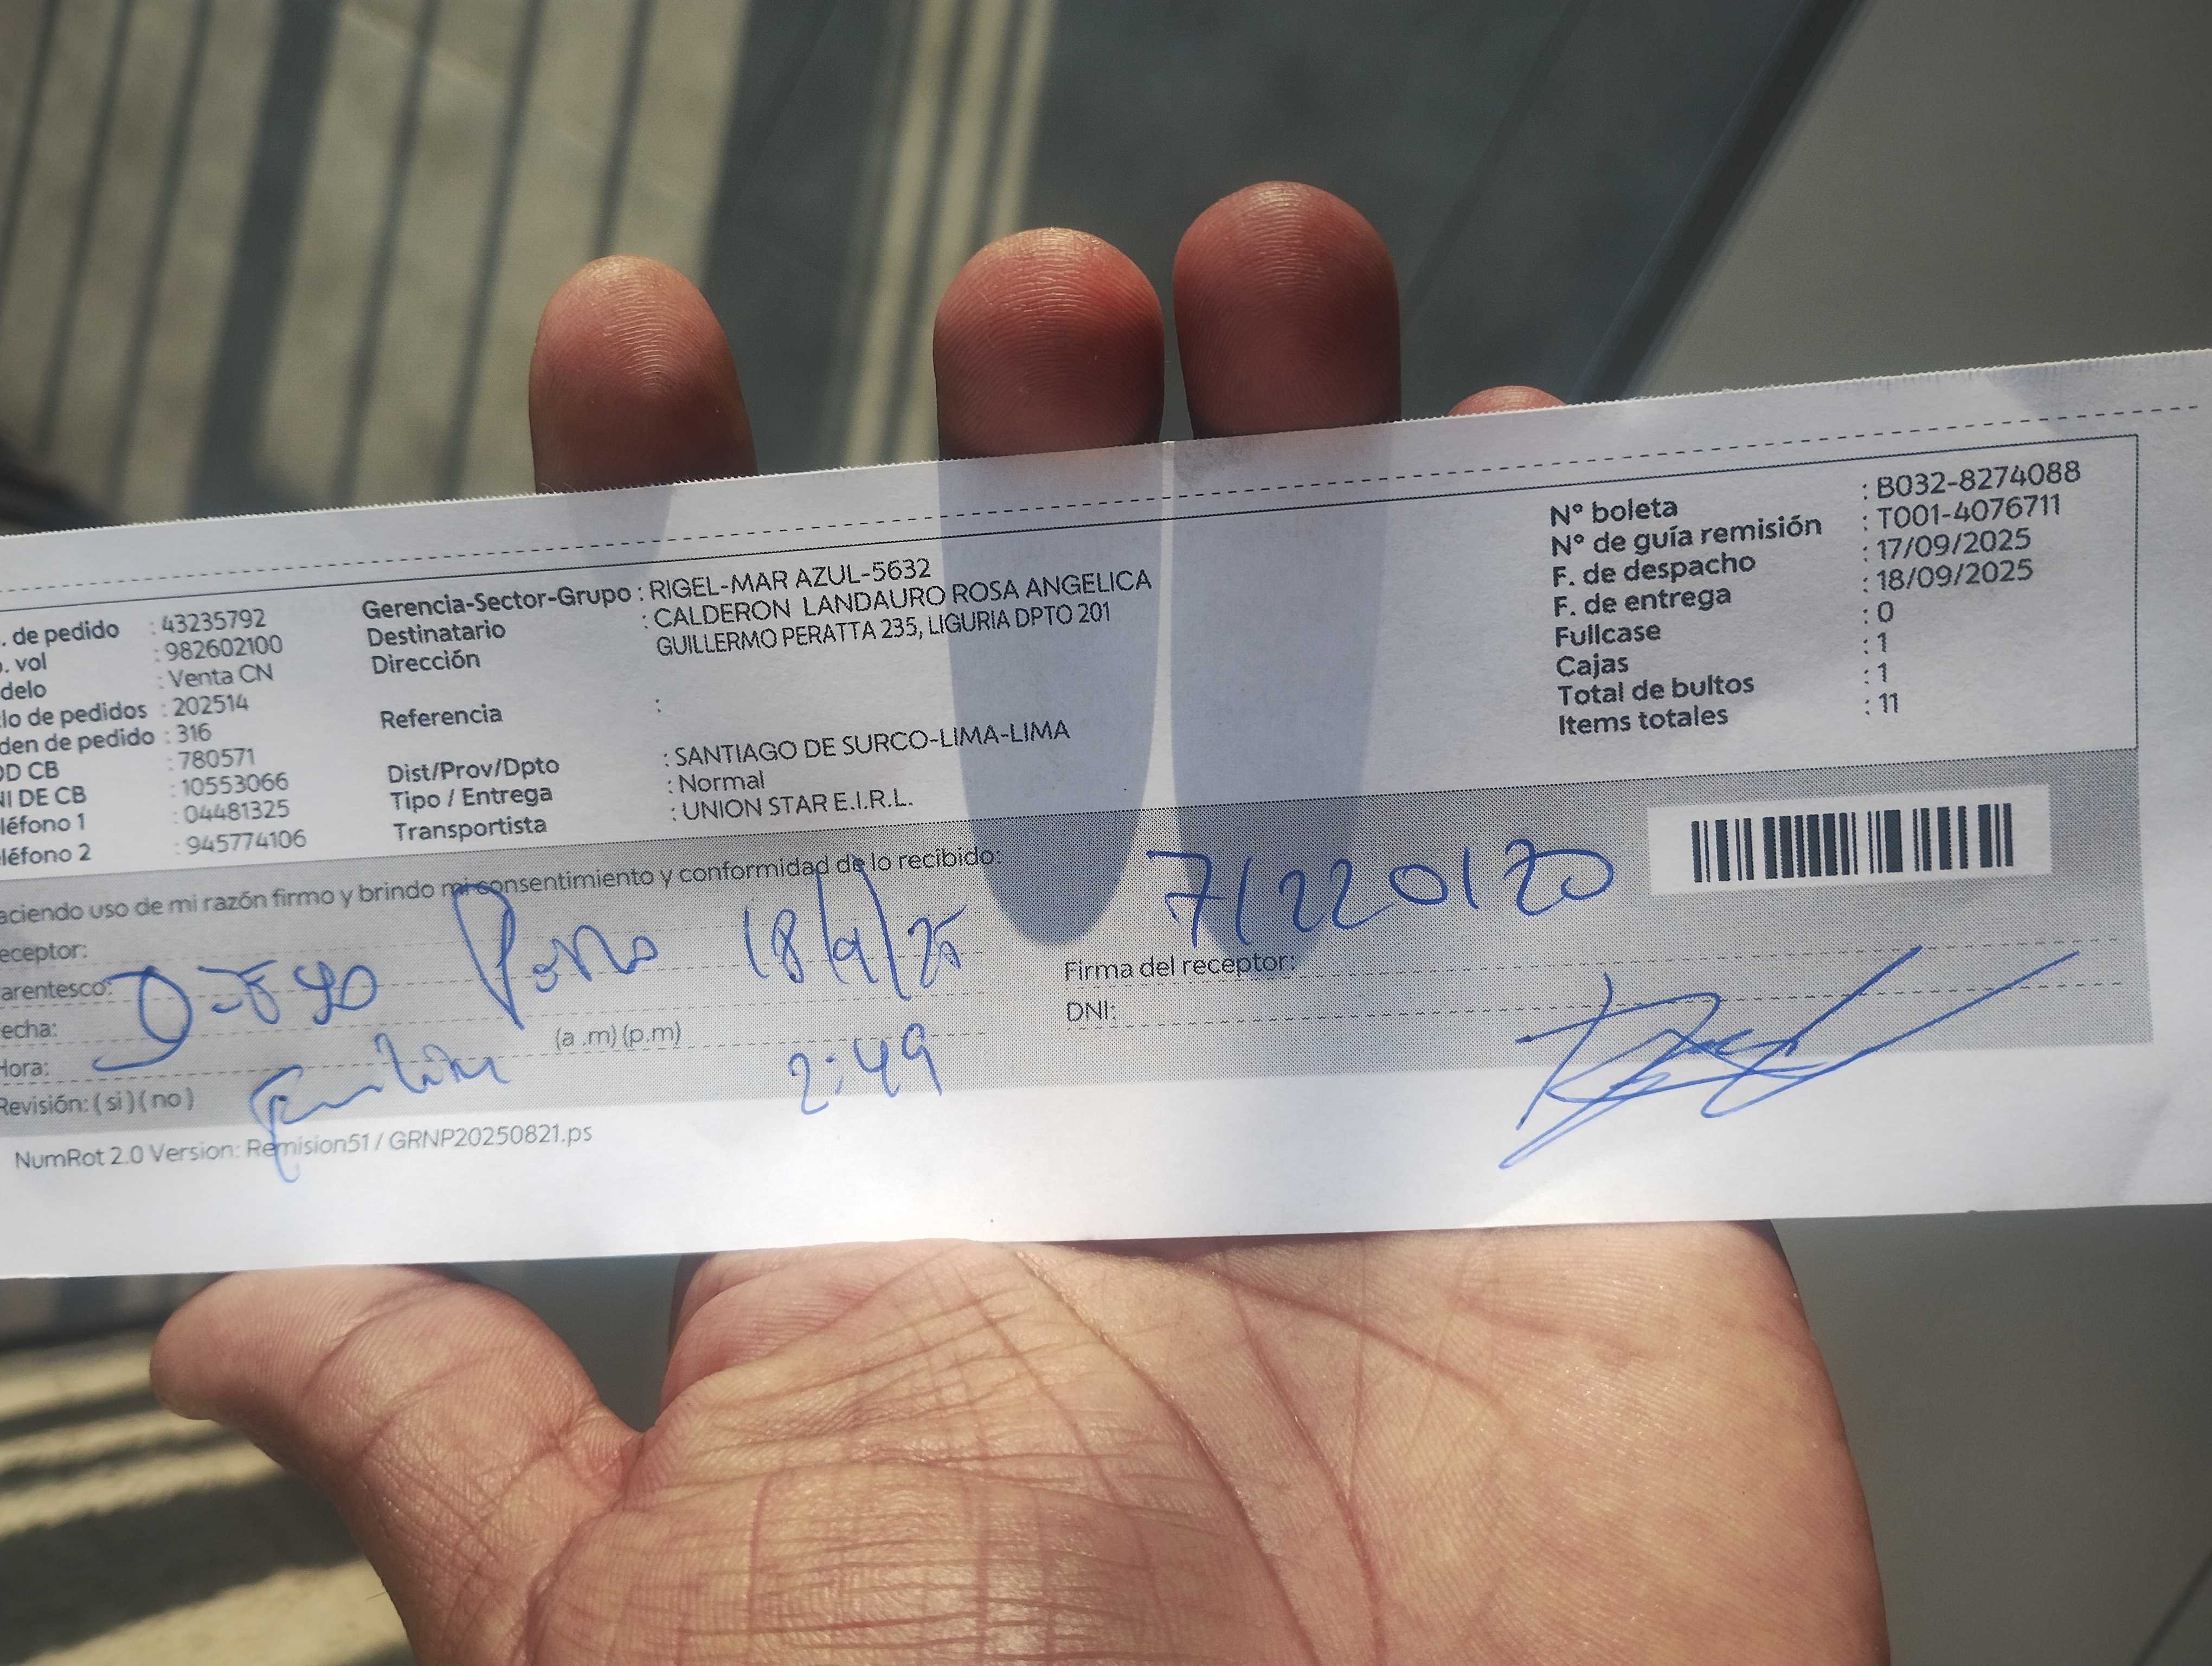 . de pedido : 43235792
. vol : 982602100
delo : Venta CN
lo de pedidos : 202514
den de pedido : 316
D CB : 780571
NI DE CB : 10553066
léfono 1 : 04481325
léfono 2 : 945774106
Gerencia-Sector-Grupo : RIGEL-MAR AZUL-5632
Destinatario : CALDERON LANDAURO ROSA ANGELICA
Dirección GUILLERMO PERATTA 235, LIGURIA DPTO 201
Referencia :
Dist/Prov/Dpto : SANTIAGO DE SURCO-LIMA-LIMA
Tipo / Entrega : Normal
Transportista : UNION STAR E.I.R.L.
N° boleta : B032-8274088
N° de guía remisión : T001-4076711
F. de despacho : 17/09/2025
F. de entrega : 18/09/2025
Fullcase : 0
Cajas : 1
Total de bultos : 1
Items totales : 11
aciendo uso de mi razón firmo y brindo mi consentimiento y conformidad de lo recibido:
eceptor:
arentesco:
echa: 18/9/25
Hora: (a .m) (p.m) 2:49
Revisión: ( si ) ( no )
Firma del receptor:
DNI:
NumRot 2.0 Version: Remision51 / GRNP20250821.ps